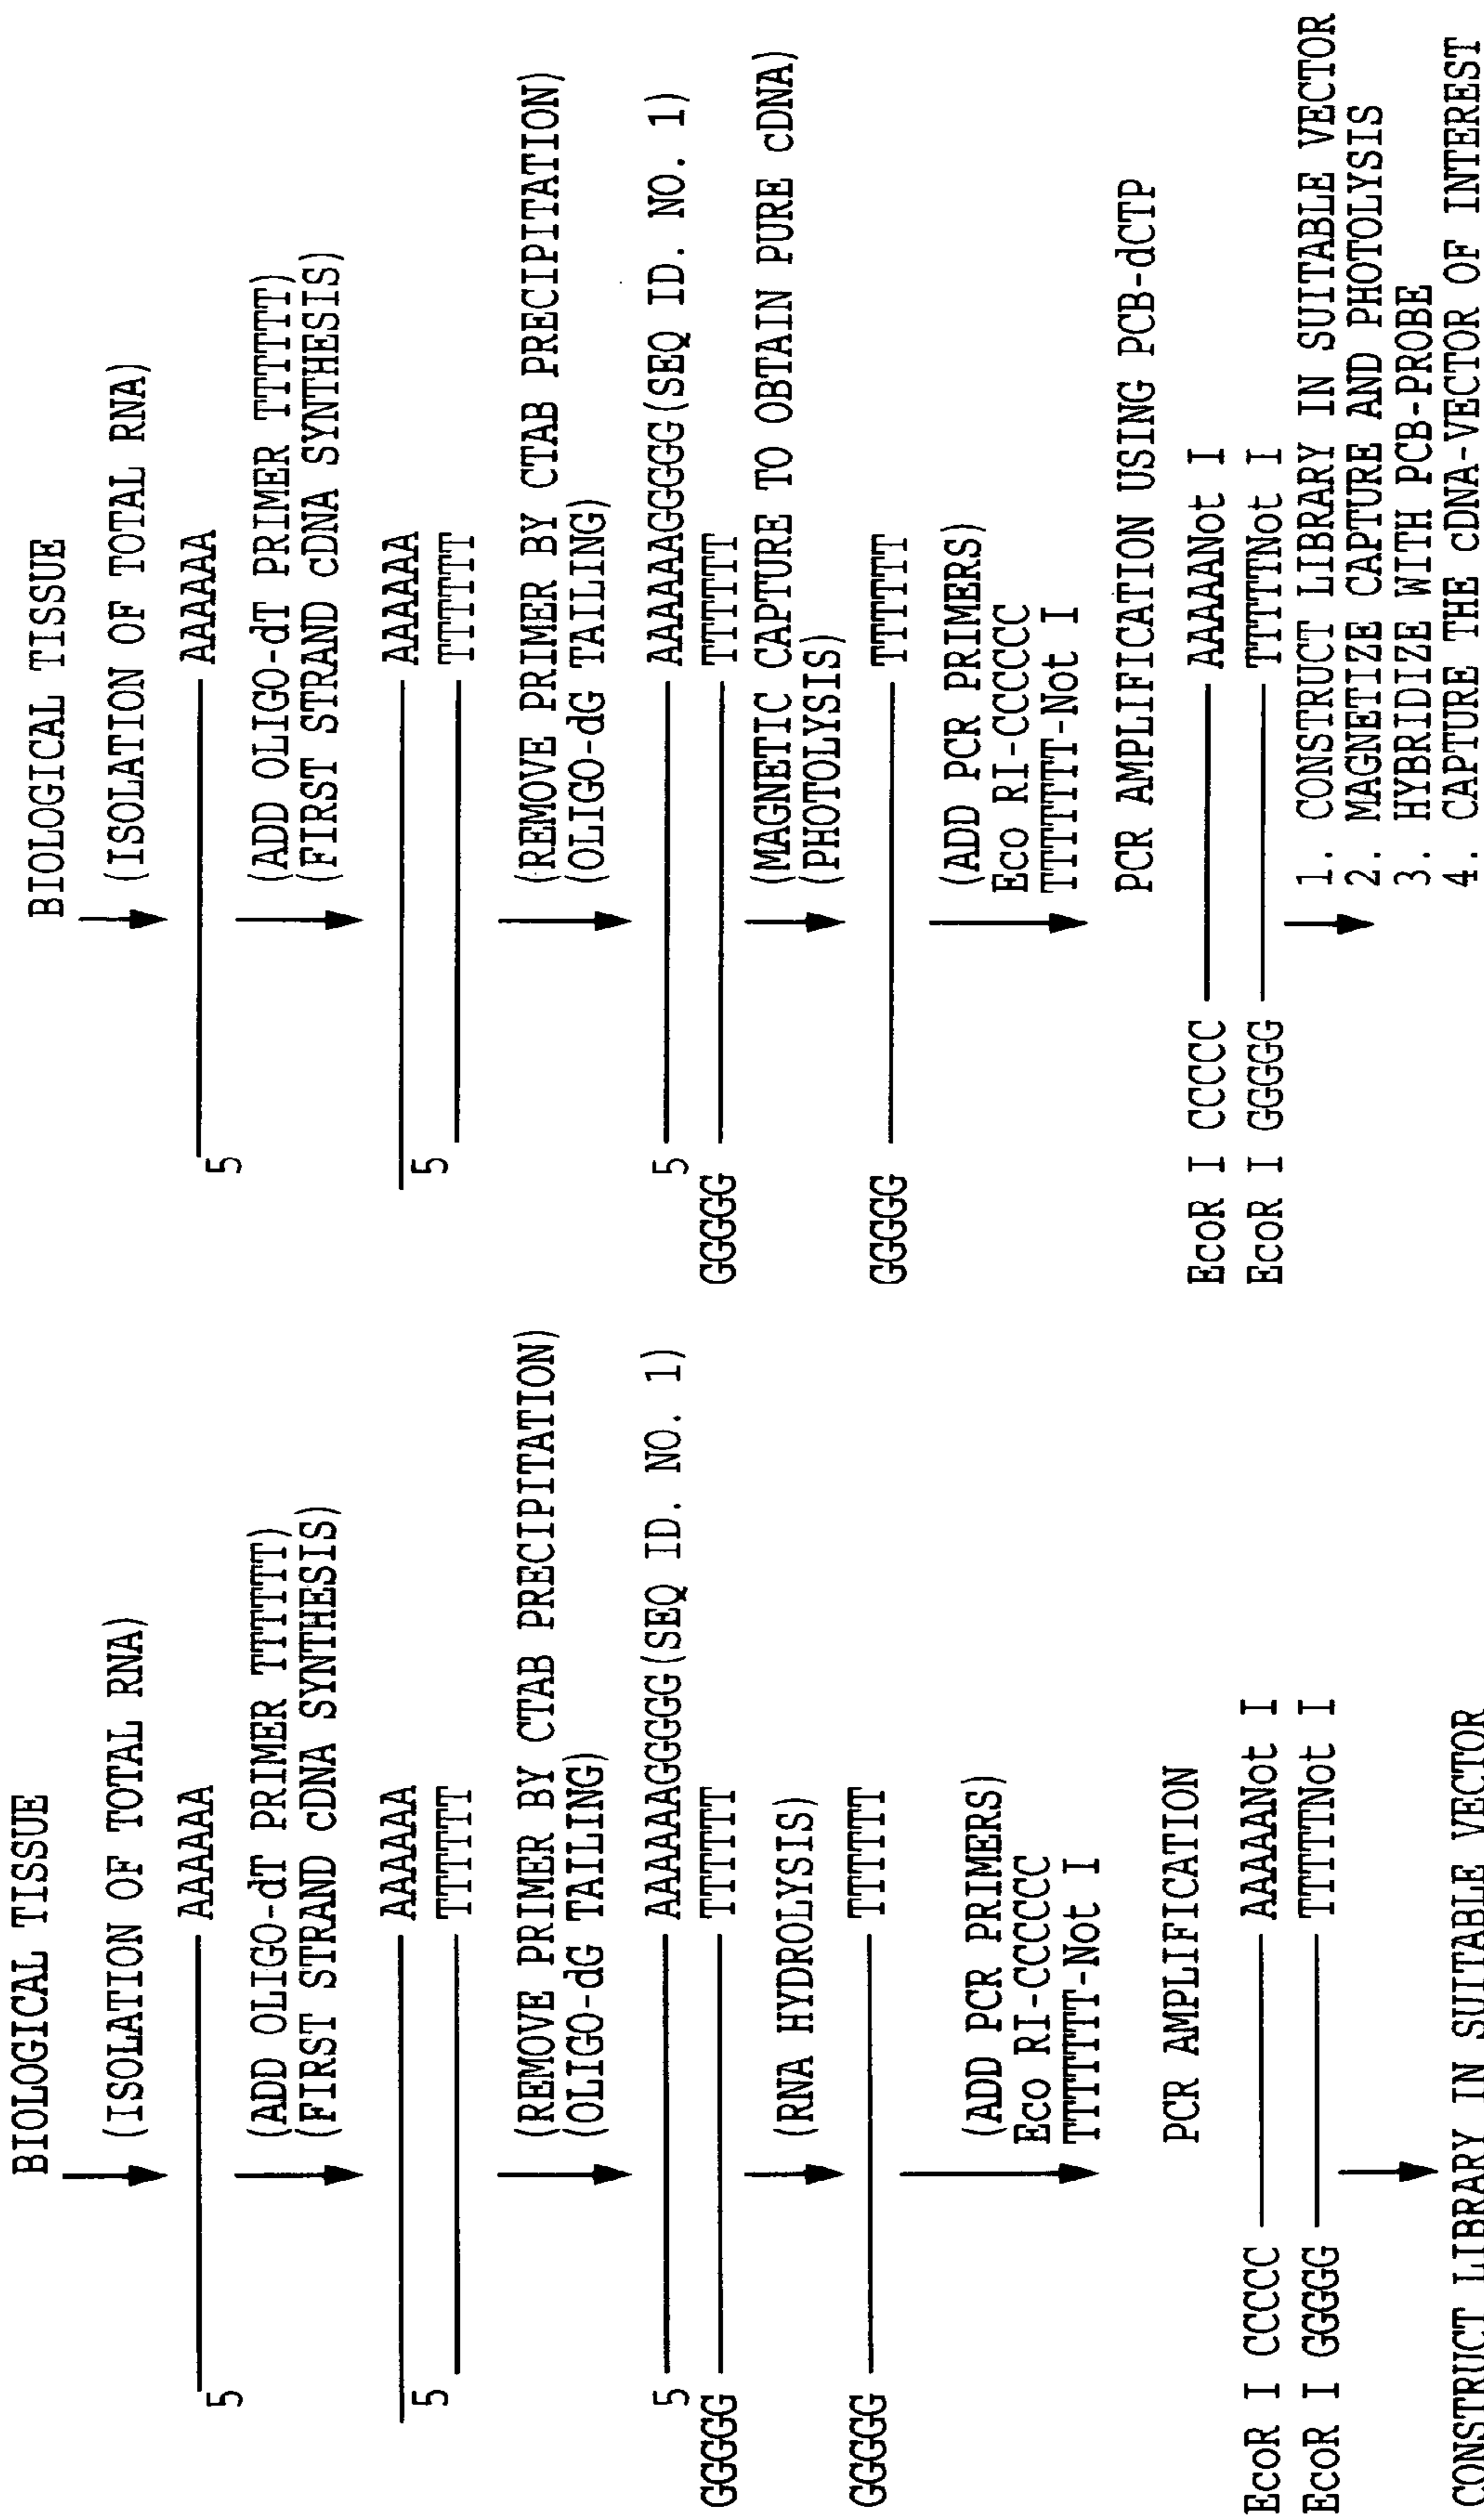 BIOLOGICAL TISSUE
(ISOLATION OF TOTAL RNA)
AAAAAA
5
(ADD OLIGO-dT PRIMER TTTTTT)
(FIRST STRAND cDNA SYNTHESIS)
AAAAAA
5 TTTTTT
(REMOVE PRIMER BY CTAB PRECIPITATION)
(OLIGO-dG TAILING)
5 AAAAAAGGGGG(SEQ ID. NO. 1)
GGGGG TTTTTT
(RNA HYDROLYSIS)
GGGGG TTTTTT
(ADD PCR PRIMERS)
Eco RI-CCCCCC
TTTTTTT-Not I
PCR AMPLIFICATION
EcoR I CCCCC AAAAANot I
EcoR I GGGGG TTTTTNot I
CONSTRUCT LIBRARY IN SUITABLE VECTOR
BIOLOGICAL TISSUE
(ISOLATION OF TOTAL RNA)
AAAAAA
5
(ADD OLIGO-dT PRIMER TTTTTT)
(FIRST STRAND cDNA SYNTHESIS)
AAAAAA
5 TTTTTT
(REMOVE PRIMER BY CTAB PRECIPITATION)
(OLIGO-dG TAILING)
5 AAAAAAGGGGG(SEQ ID. NO. 1)
GGGGG TTTTTT
(MAGNETIC CAPTURE TO OBTAIN PURE cDNA)
(PHOTOLYSIS)
GGGGG TTTTTT
(ADD PCR PRIMERS)
Eco RI-CCCCCC
TTTTTTT-Not I
PCR AMPLIFICATION USING PCB-dCTP
EcoR I CCCCC AAAAANot I
EcoR I GGGGG TTTTTNot I
1. CONSTRUCT LIBRARY IN SUITABLE VECTOR
2. MAGNETIZE CAPTURE AND PHOTOLYSIS
3. HYBRIDIZE WITH PCB-PROBE
4. CAPTURE THE cDNA-VECTOR OF INTEREST